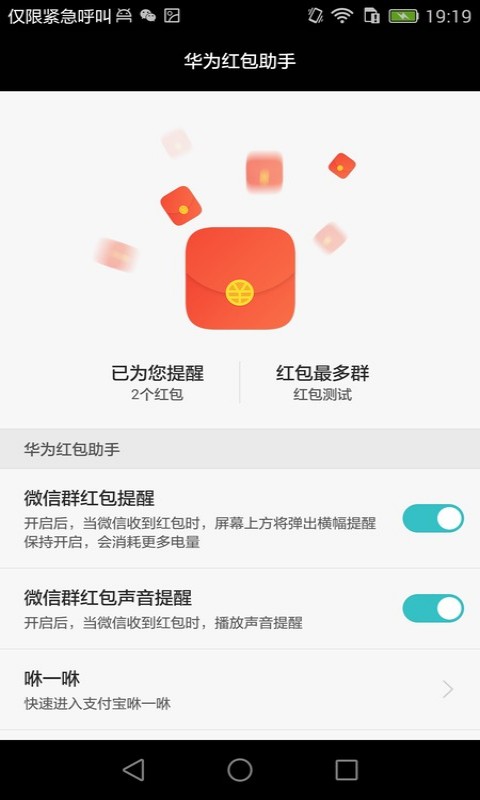 仅限紧急呼叫 19:19
华为红包助手
已为您提醒 红包最多群
2个红包 红包测试
华为红包助手
微信群红包提醒
开启后，当微信收到红包时，屏幕上方将弹出横幅提醒
保持开启，会消耗更多电量
微信群红包声音提醒
开启后，当微信收到红包时，播放声音提醒
咻一咻
快速进入支付宝咻一咻